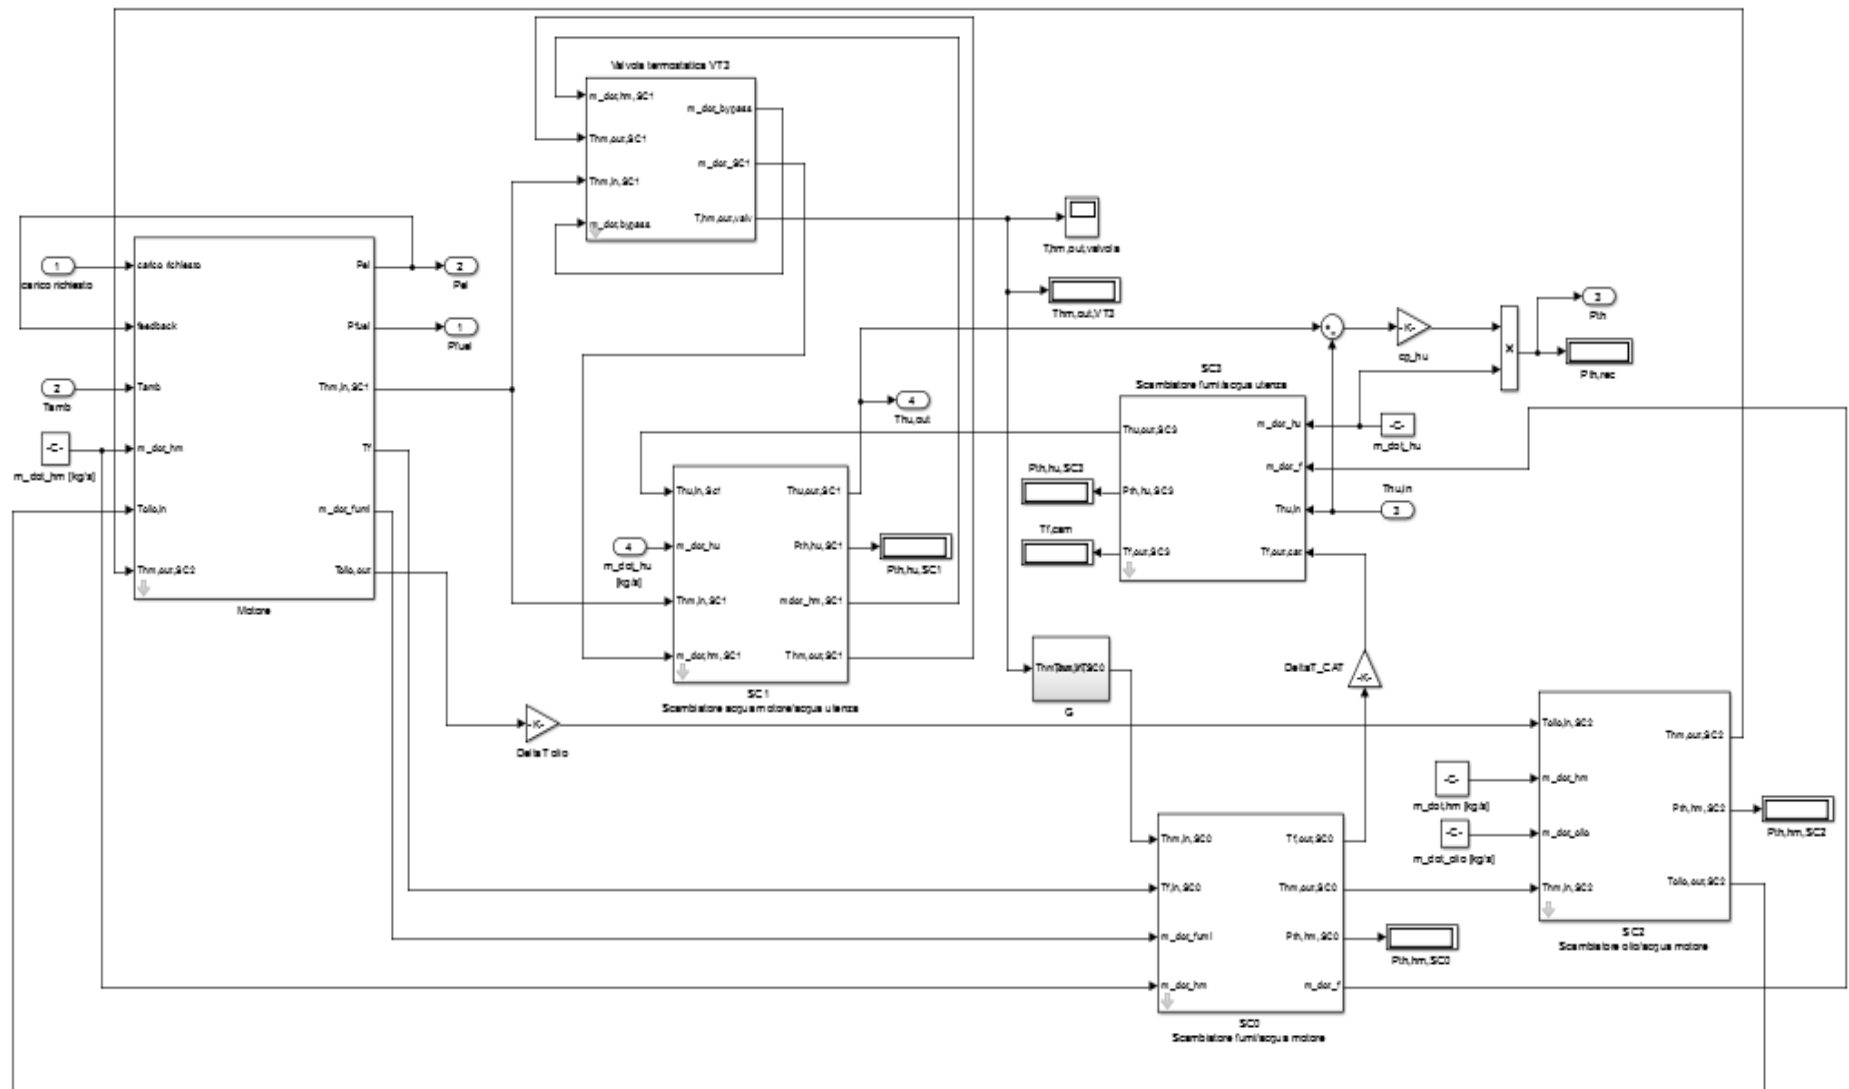 Valvola termostatica VT3
m_dot,hm,SC1
Thm,out,SC1
Thm,in,SC1
m_dot,bypass
m_dot_bypass
m_dot_SC1
T,hm,out,valv
T,hm,out,valvola
Thm,out,VT3
1
carico richiesto
2
Tamb
-C-
m_dot_hm [kg/s]
carico richiesto
feedback
Tamb
m_dot_hm
Tolio,in
Thm,out,SC2
Pel
Pfuel
Thm,in,SC1
Tf
m_dot_fumi
Tolio,out
Motore
2
Pel
1
Pfuel
4
Thu,out
Thu,in,Sc1
m_dot_hu
Thm,in,SC1
m_dot,hm,SC1
Thu,out,SC1
Pth,hu,SC1
mdot_hm,SC1
Thm,out,SC1
4
m_dot_hu
[kg/s]
Pth,hu,SC1
SC1
Scambiatore acqua motore/acqua utenza
-K-
cp_hu
X
3
Pth
Pth,rec
SC3
Scambiatore fumi/acqua utenza
Thu,out,SC3
Pth,hu,SC3
Tf,out,SC3
m_dot_hu
m_dot_f
Thu,in
Tf,out,cat
-C-
m_dot_hu
Thu,in
3
Pth,hu,SC3
Tf,cam
G
-K-
DeltaT_CAT
-K-
DeltaT olio
Thm,in,SC0
Tf,in,SC0
m_dot_fumi
m_dot_hm
Tf,out,SC0
Thm,out,SC0
Pth,hm,SC0
m_dot_f
Pth,hm,SC0
SC0
Scambiatore fumi/acqua motore
-C-
m_dot,hm [kg/s]
-C-
m_dot_olio [kg/s]
Tolio,in,SC2
m_dot_hm
m_dot_olio
Thm,in,SC2
Thm,out,SC2
Pth,hm,SC2
Tolio,out,SC2
Pth,hm,SC2
SC2
Scambiatore olio/acqua motore